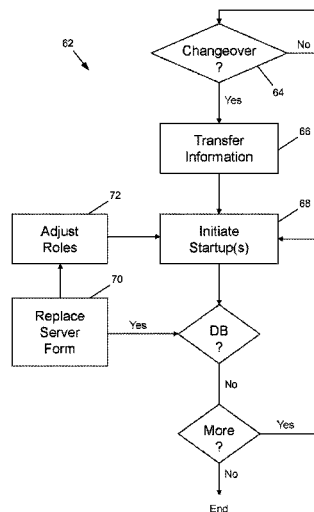 62
Changeover
?
No
64
Yes
Transfer
Information
66
72
Adjust
Roles
Initiate
Startup(s)
68
70
Replace
Server
Form
Yes
DB
?
No
More
?
Yes
No
End